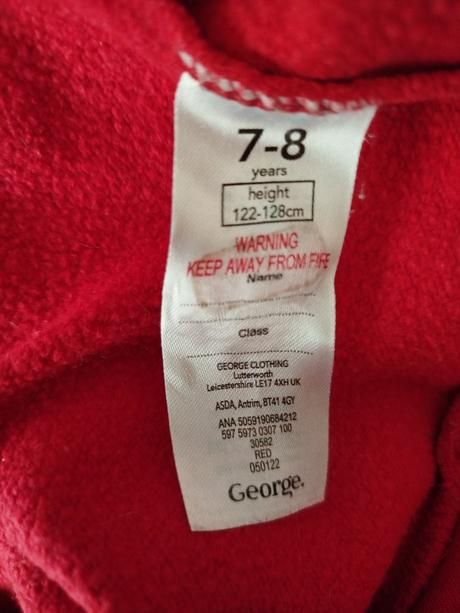 7-8
years
height
122-128cm
WARNING
KEEP AWAY FROM FIRE
Name
Class
GEORGE CLOTHING
Lutterworth
Leicestershire LE17 4XH UK
ASDA, Antrim, BT41 4GY
ANA 5059190684212
597 5973 0307 100
30582
RED
050122
George.